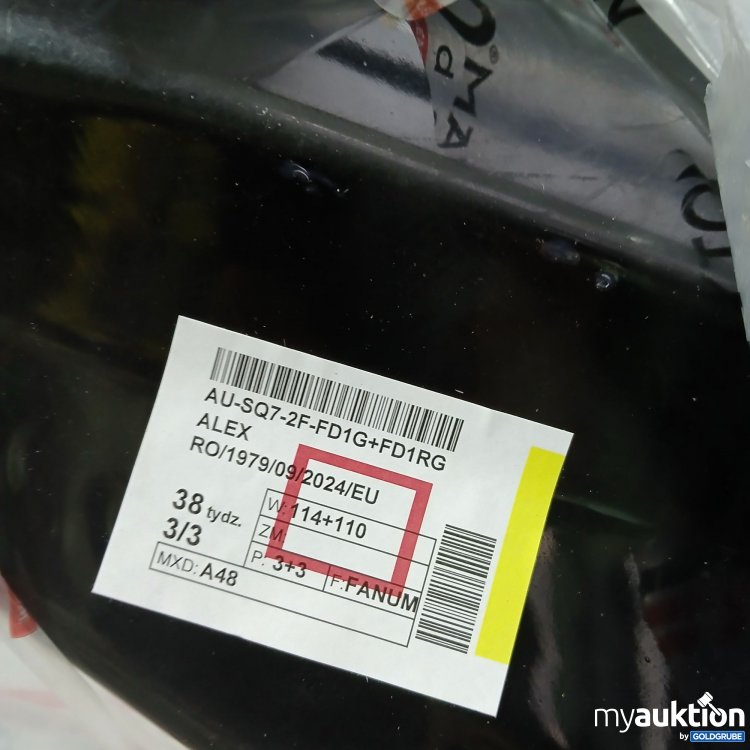 AU-SQ7-2F-FD1G+FD1RG
ALEX
RO/1979/09/2024/EU
38 tydz.
3/3
W: 114+110
ZM:
P: 3+3 F: FANUM
MXD: A48
myauktion
by GOLDGRUBE